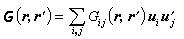 G(r, r′) = ∑_{i,j} G_{ij}(r, r′) u_i u′_j